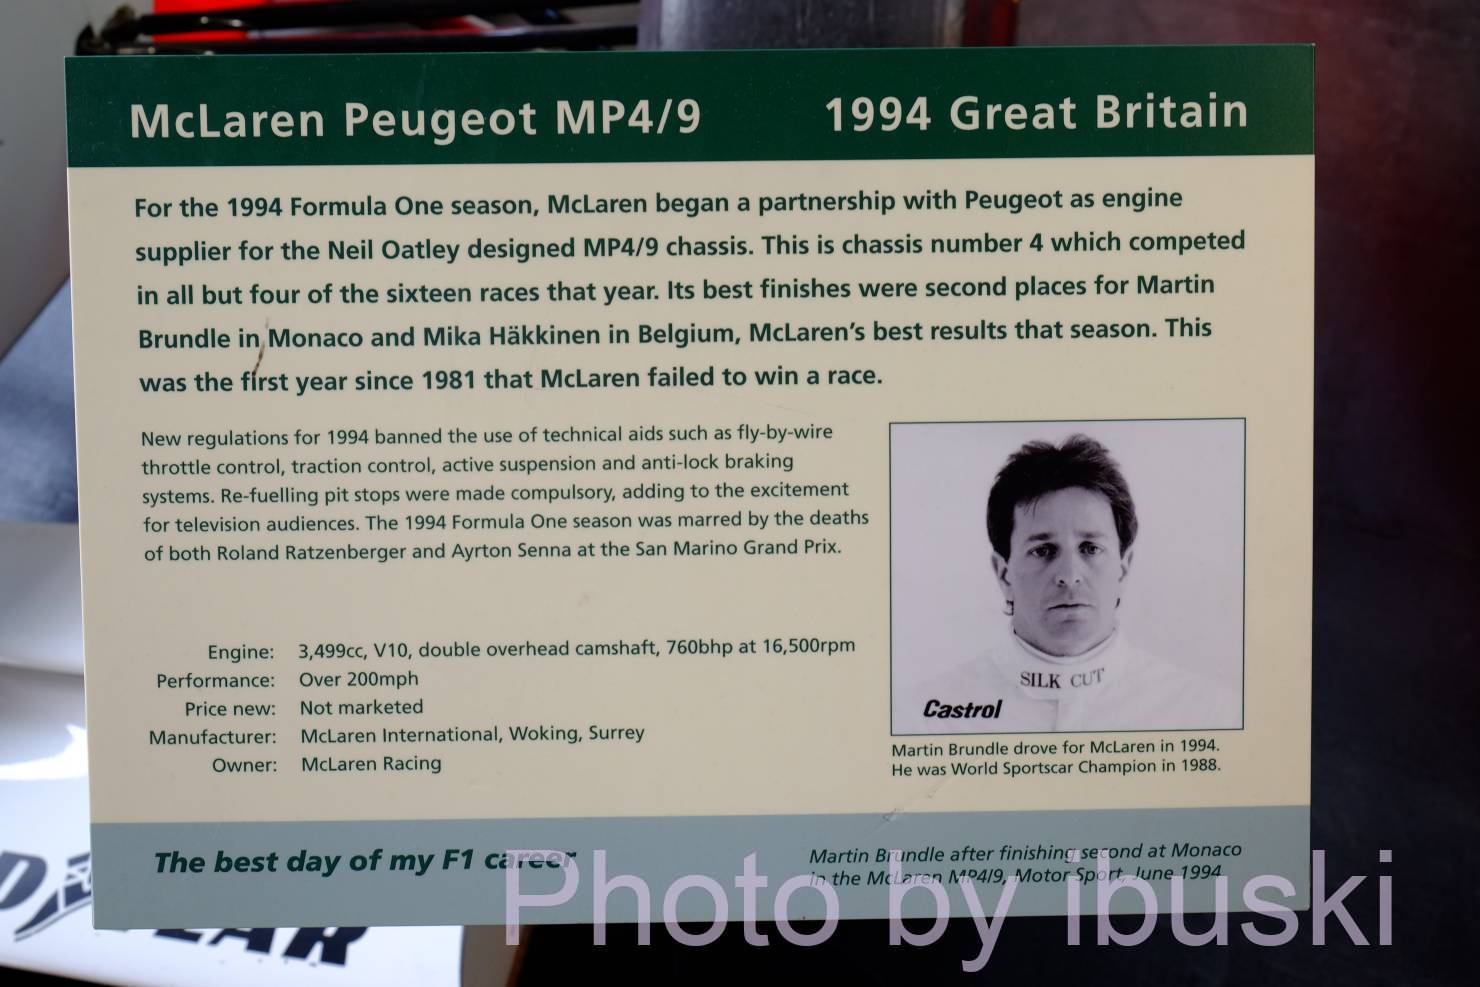 McLaren Peugeot MP4/9 1994 Great Britain
For the 1994 Formula One season, McLaren began a partnership with Peugeot as engine
supplier for the Neil Oatley designed MP4/9 chassis. This is chassis number 4 which competed
in all but four of the sixteen races that year. Its best finishes were second places for Martin
Brundle in Monaco and Mika Häkkinen in Belgium, McLaren's best results that season. This
was the first year since 1981 that McLaren failed to win a race.
New regulations for 1994 banned the use of technical aids such as fly-by-wire
throttle control, traction control, active suspension and anti-lock braking
systems. Re-fuelling pit stops were made compulsory, adding to the excitement
for television audiences. The 1994 Formula One season was marred by the deaths
of both Roland Ratzenberger and Ayrton Senna at the San Marino Grand Prix.
Engine: 3,499cc, V10, double overhead camshaft, 760bhp at 16,500rpm
Performance: Over 200mph
Price new: Not marketed
Manufacturer: McLaren International, Woking, Surrey
Owner: McLaren Racing
SILK CUT
Castrol
Martin Brundle drove for McLaren in 1994.
He was World Sportscar Champion in 1988.
The best day of my F1 career
Martin Brundle after finishing second at Monaco
in the McLaren MP4/9, Motor Sport, June 1994
Photo by ibuski